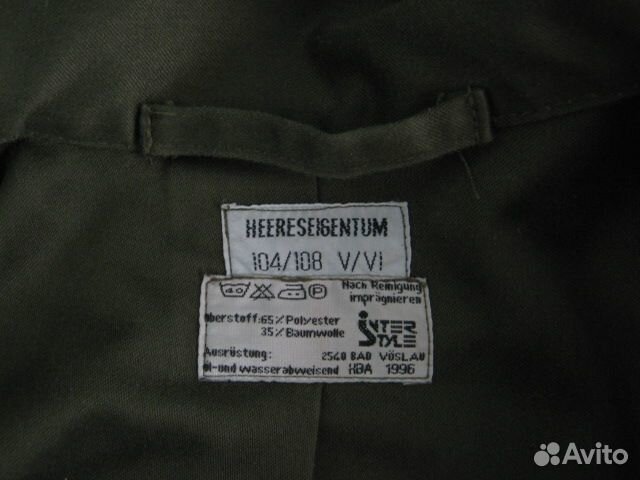 HEERESEIGENTUM
104/108 V/VI
40 P Nach Reinigung
imprägnieren
Oberstoff: 65% Polyester
35% Baumwolle
INTER
STYLE
Ausrüstung: 2540 BAD VÖSLAU
öl-und wasserabweisend HBA 1996
Avito